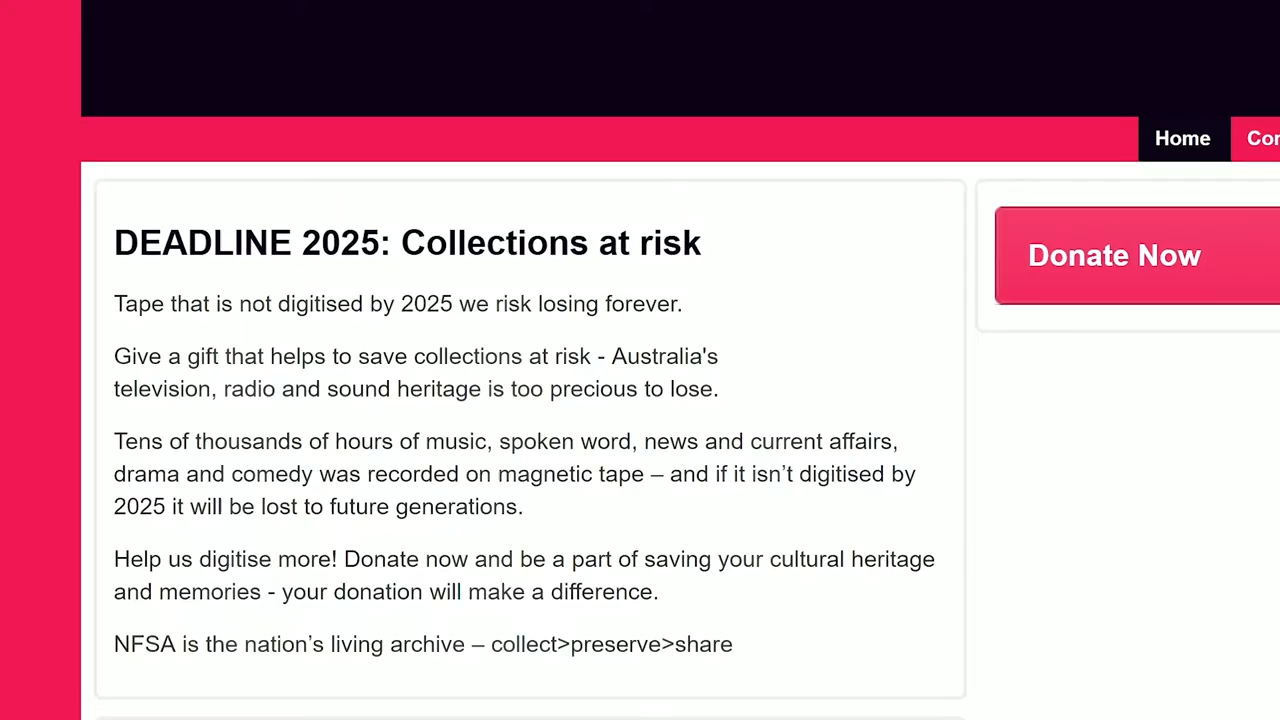 Home
DEADLINE 2025: Collections at risk
Donate Now
Tape that is not digitised by 2025 we risk losing forever.
Give a gift that helps to save collections at risk - Australia's
television, radio and sound heritage is too precious to lose.
Tens of thousands of hours of music, spoken word, news and current affairs,
drama and comedy was recorded on magnetic tape – and if it isn’t digitised by
2025 it will be lost to future generations.
Help us digitise more! Donate now and be a part of saving your cultural heritage
and memories - your donation will make a difference.
NFSA is the nation’s living archive – collect>preserve>share